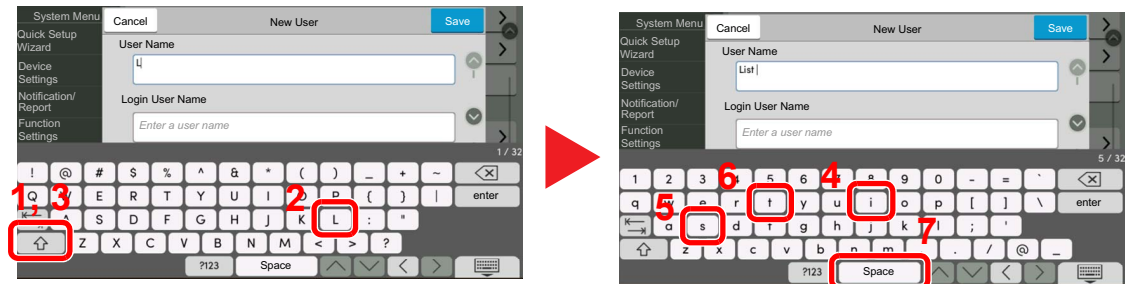 System Menu
Quick Setup
Wizard
Device
Settings
Notification/
Report
Function
Settings
Cancel
New User
Save
User Name
L
Login User Name
Enter a user name
1 / 32
! @ # $ % ^ & * ( ) _ + ~
Q E R T Y U I P { } | enter
A S D F G H J K L : "
Z X C V B N M < > ?
?123 Space
1, 3
2
System Menu
Quick Setup
Wizard
Device
Settings
Notification/
Report
Function
Settings
Cancel
New User
Save
User Name
List
Login User Name
Enter a user name
5 / 32
1 2 3 5 6 8 9 0 - = `
q e r t y u i o p [ ] \ enter
a s d f g h j k l ; '
z x c v b n m . / @ _
?123 Space
6
4
5
7